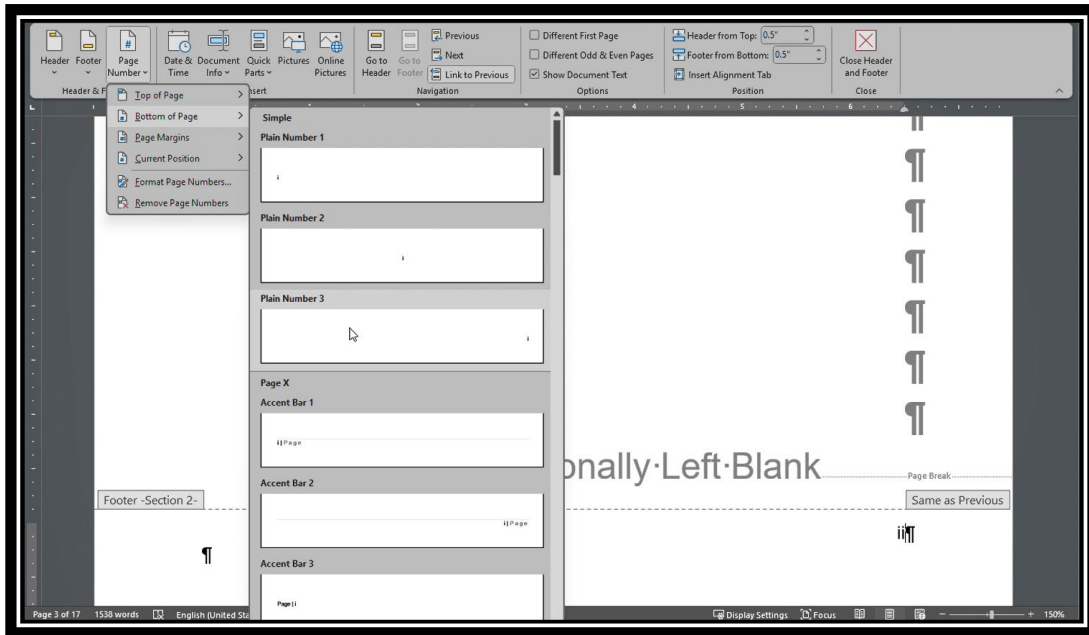 Header Footer Page Number
Date & Time Document Info Quick Parts Pictures Online Pictures
Go to Header Go to Footer
Previous
Next
Link to Previous
Different First Page
Different Odd & Even Pages
Show Document Text
Header from Top: 0.5"
Footer from Bottom: 0.5"
Insert Alignment Tab
Close Header and Footer
Header & F
nsert
Navigation
Options
Position
Close
Top of Page
Bottom of Page
Page Margins
Current Position
Format Page Numbers...
Remove Page Numbers
4 5 6
Simple
Plain Number 1
i
Plain Number 2
i
Plain Number 3
i
Page X
Accent Bar 1
i|Page
Accent Bar 2
i|Page
Accent Bar 3
Page|i
¶
¶
¶
¶
¶
¶
¶
onally·Left·Blank
Page Break
Footer -Section 2-
Same as Previous
¶
ii¶
Page 3 of 17 1538 words English (United Sta
Display Settings Focus 150%